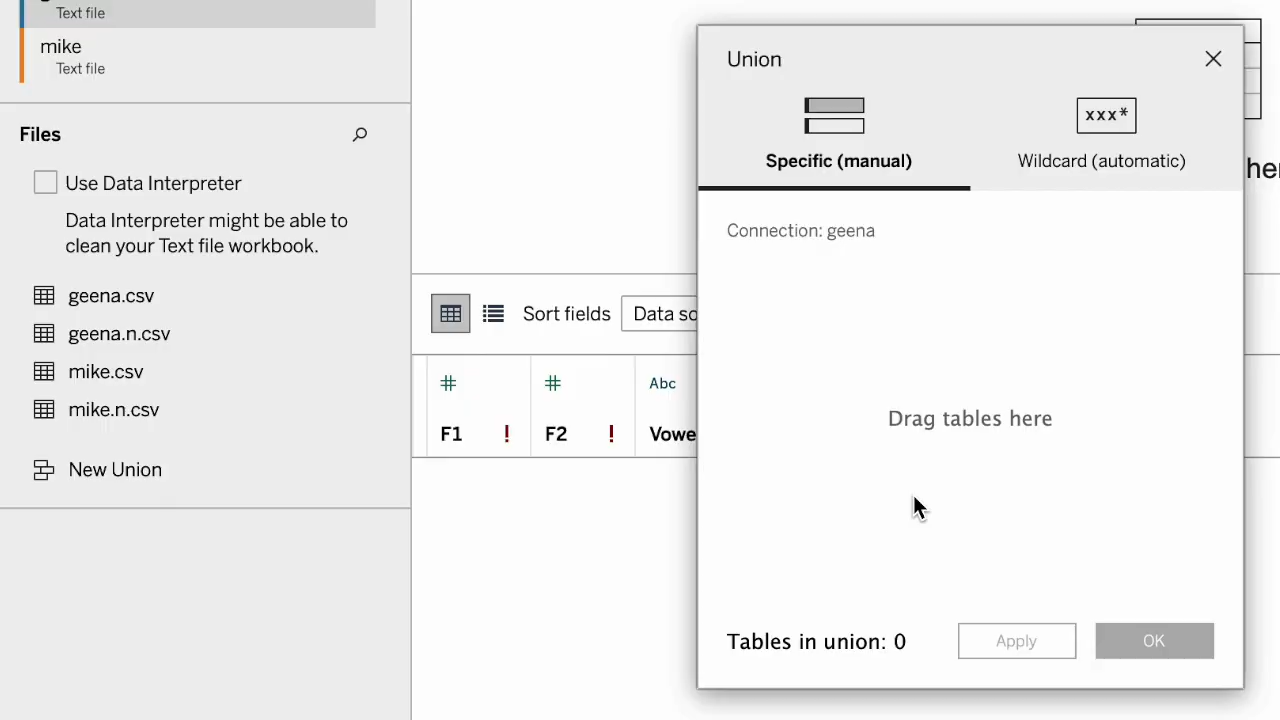 Text file
mike
Text file
Files
Use Data Interpreter
Data Interpreter might be able to
clean your Text file workbook.
geena.csv
geena.n.csv
mike.csv
mike.n.csv
New Union
Sort fields
Data so
#
#
Abc
F1 !
F2 !
Vowe
Union
xxx*
Specific (manual)
Wildcard (automatic)
Connection: geena
Drag tables here
Tables in union: 0
Apply
OK
her